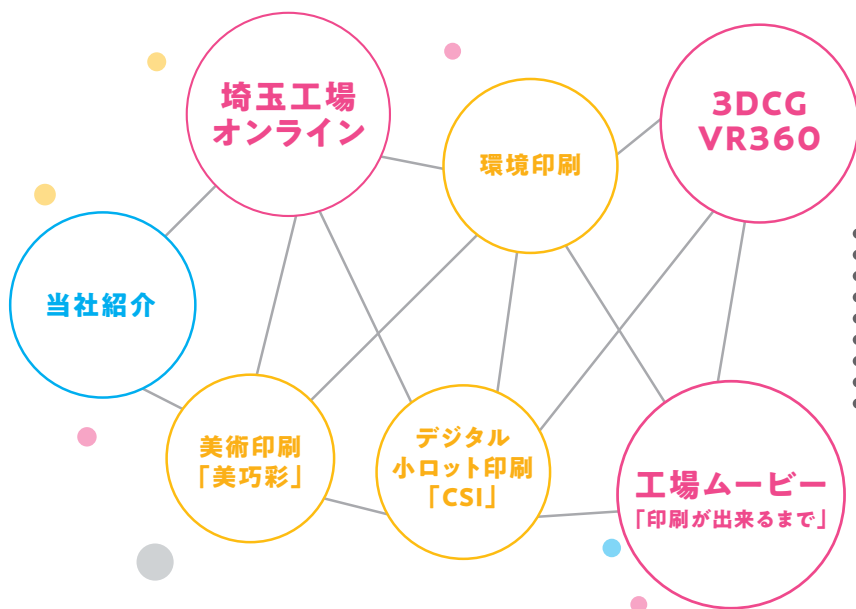 埼玉工場
オンライン
環境印刷
3DCG
VR360
当社紹介
美術印刷
「美巧彩」
デジタル
小ロット印刷
「CSI」
工場ムービー
「印刷が出来るまで」